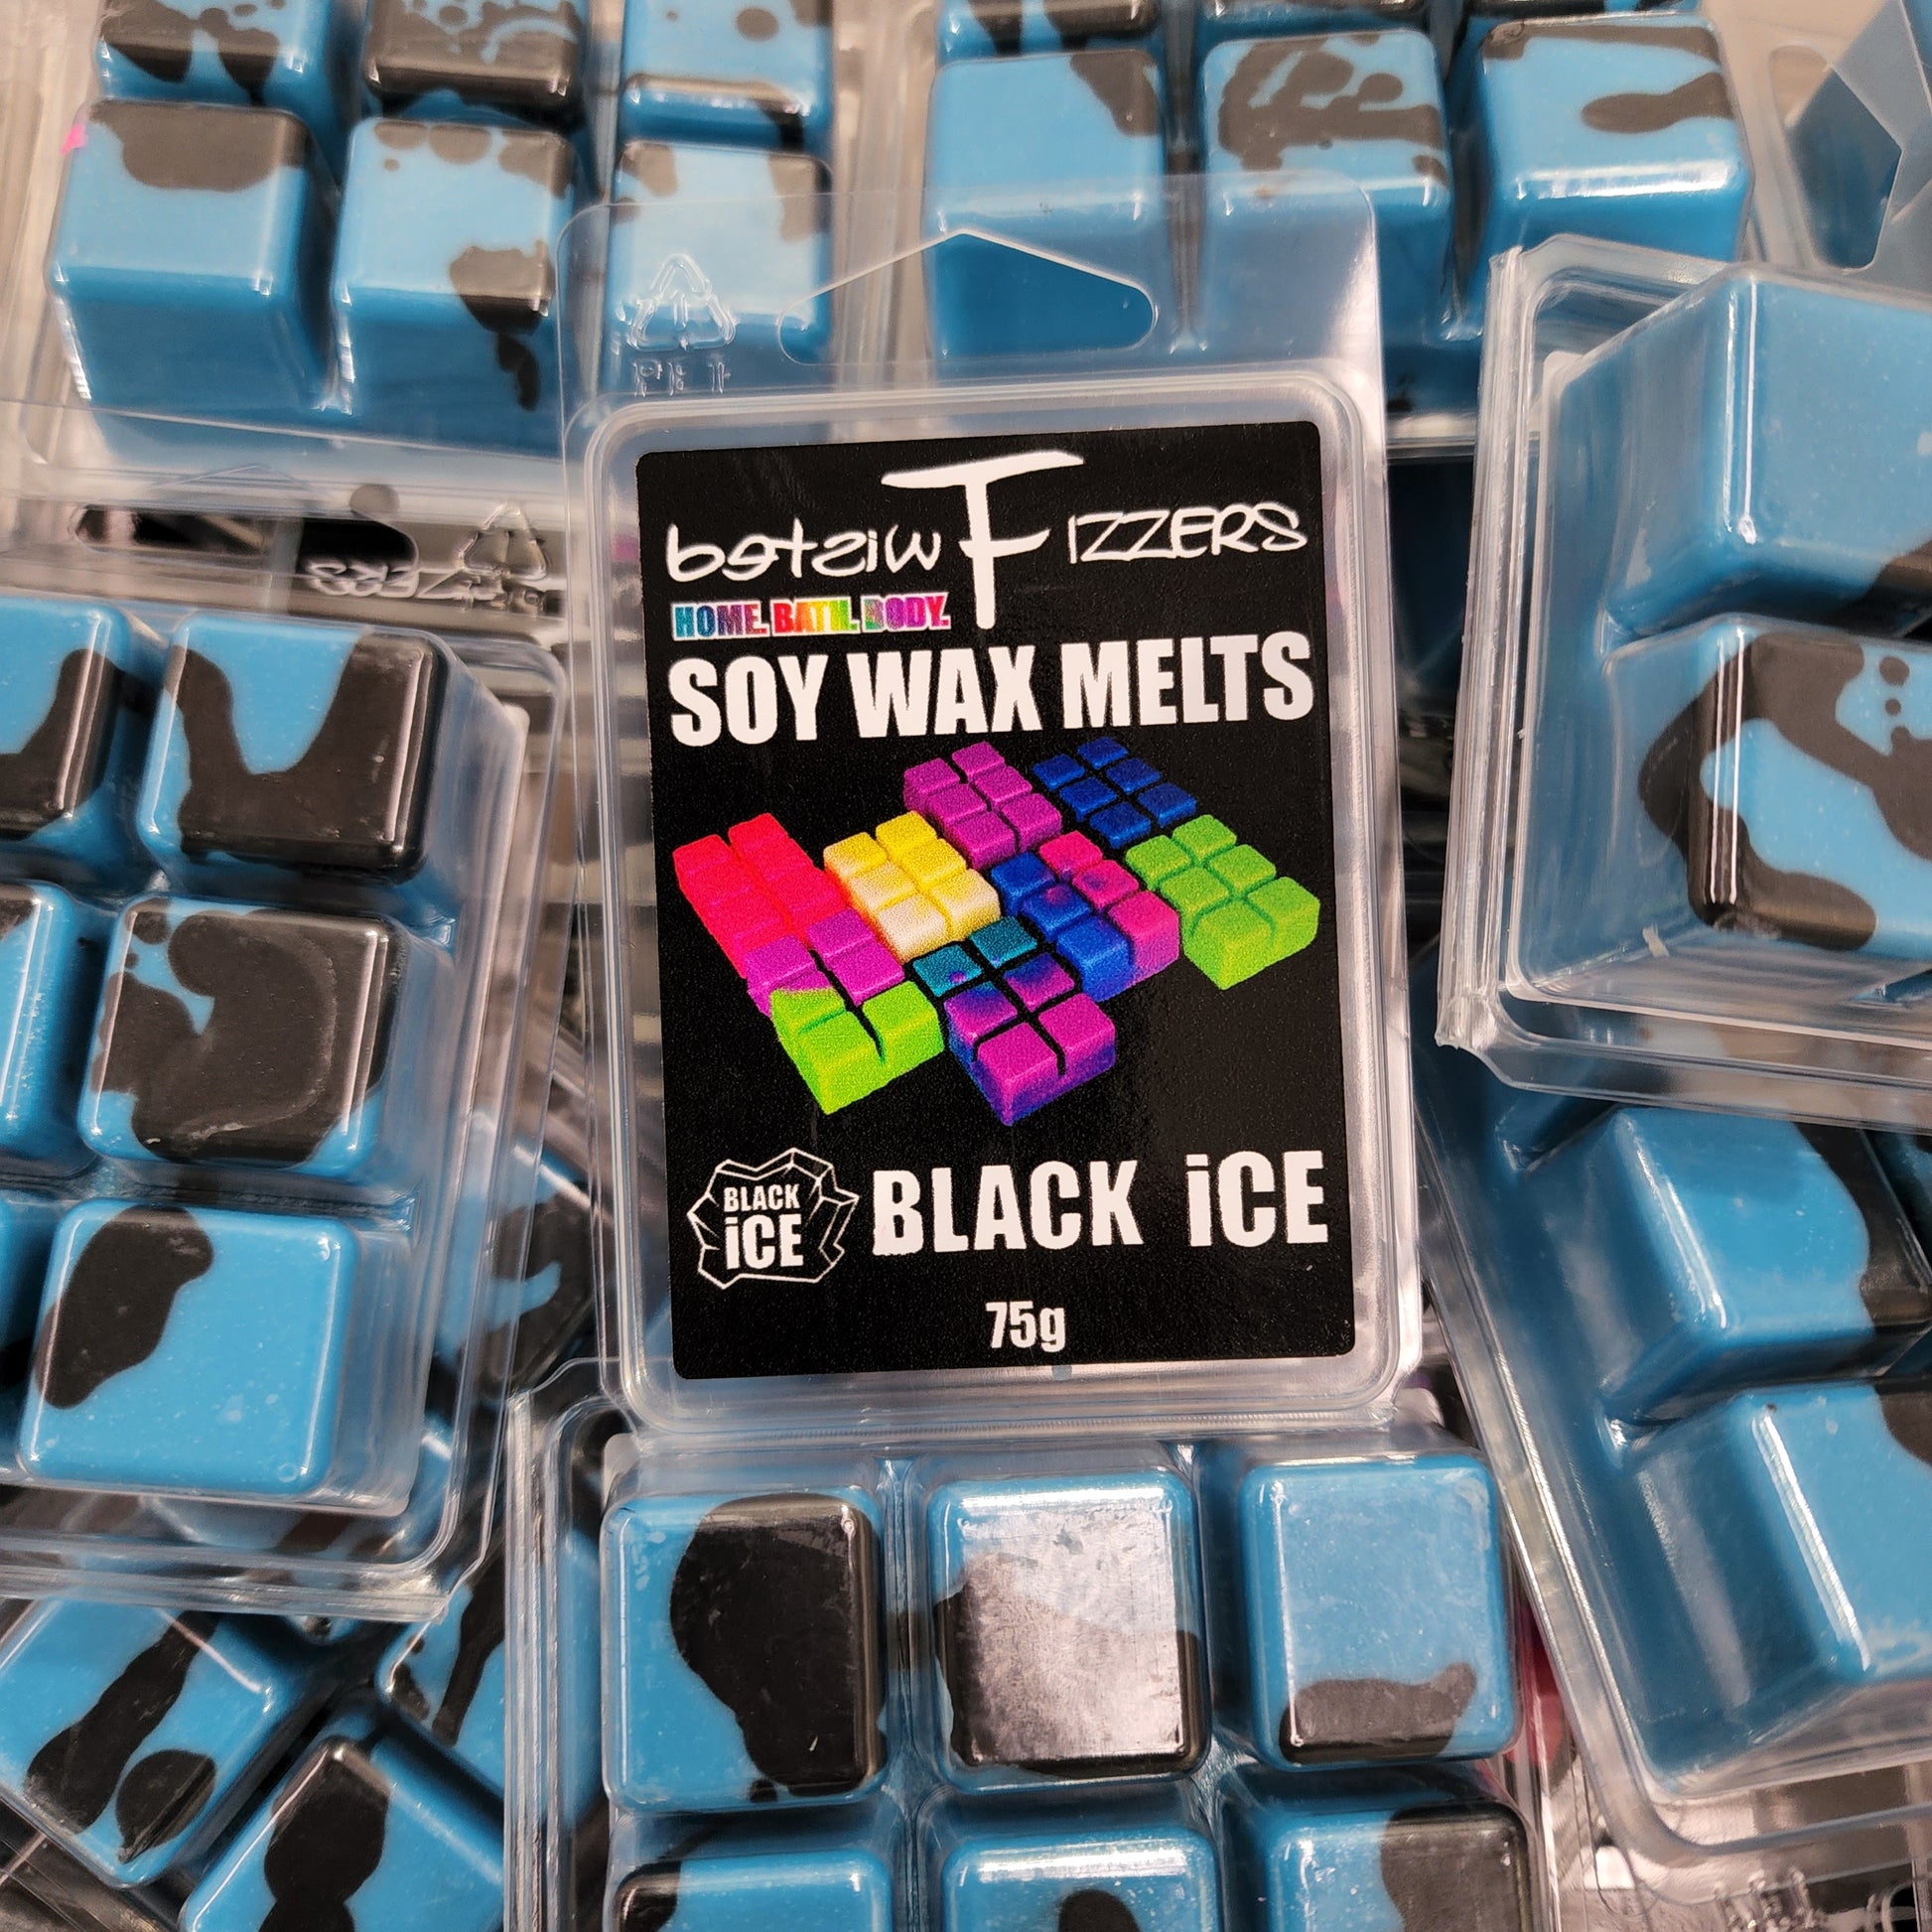 Twisted FIZZERS
HOME. BATH. BODY.
SOY WAX MELTS
BLACK
iCE
BLACK iCE
75g